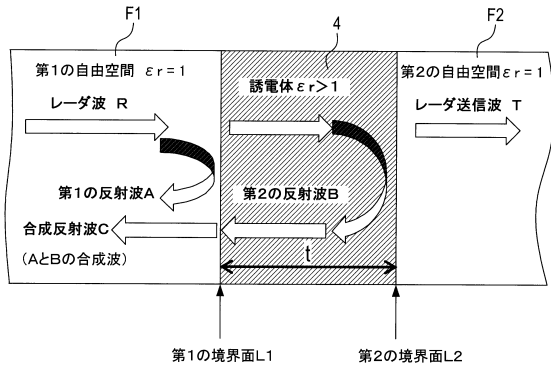 F1
4
F2
第1の自由空間 εr=1
誘電体εr>1
第2の自由空間εr=1
レーダ波 R
レーダ送信波 T
第1の反射波A
第2の反射波B
合成反射波C
(AとBの合成波)
t
第1の境界面L1
第2の境界面L2